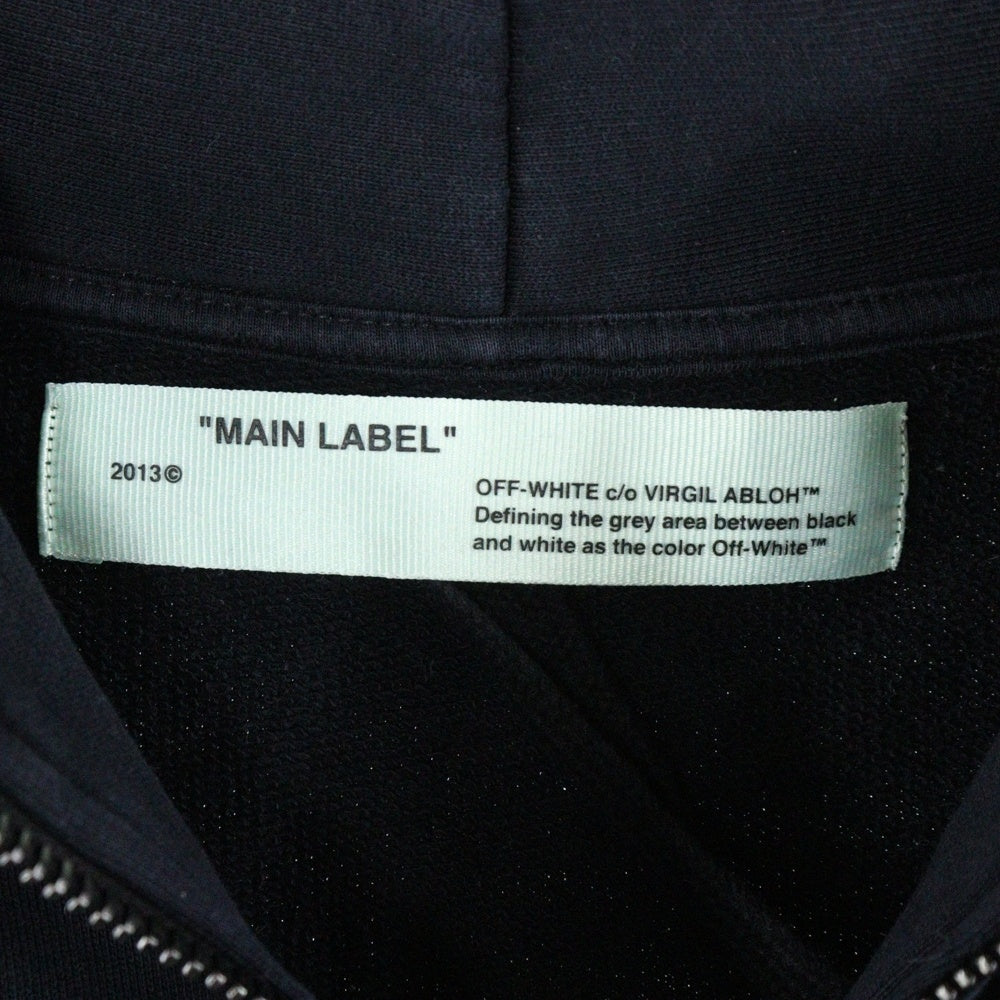 "MAIN LABEL"
2013©
OFF-WHITE c/o VIRGIL ABLOH™
Defining the grey area between black
and white as the color Off-White™